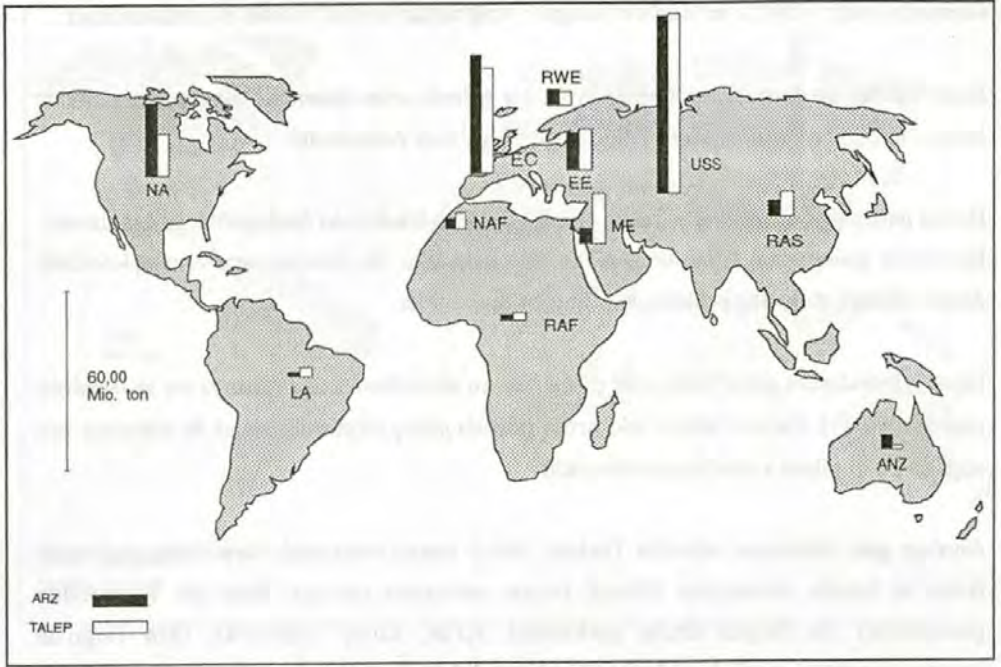 RWE
EC
USS
NA
EE
NAF
ME
RAS
RAF
60,00
Mio. ton
LA
ANZ
ARZ
TALEP